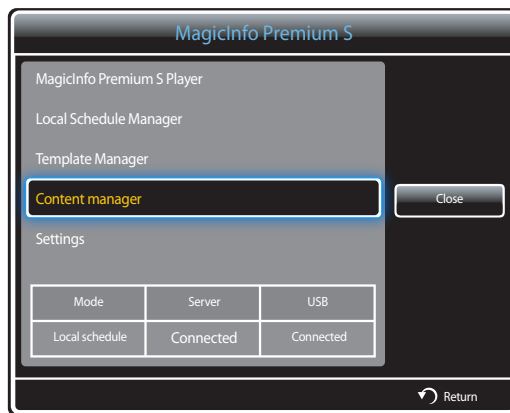 MagicInfo Premium S
MagicInfo Premium S Player
Local Schedule Manager
Template Manager
Content manager
Close
Settings
Mode Server USB
Local schedule Connected Connected
Return